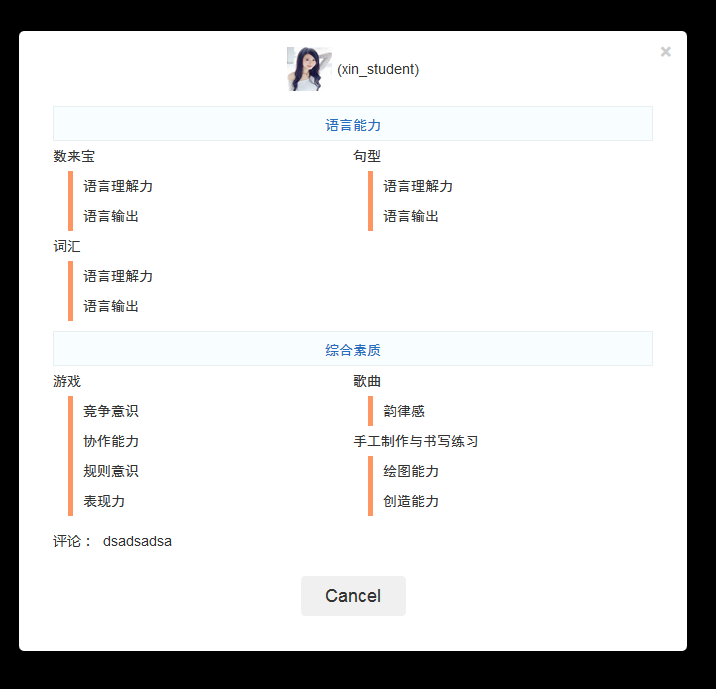 (xin_student)
×
语言能力
数来宝
语言理解力
语言输出
句型
语言理解力
语言输出
词汇
语言理解力
语言输出
综合素质
游戏
竞争意识
协作能力
规则意识
表现力
歌曲
韵律感
手工制作与书写练习
绘图能力
创造能力
评论： dsadsadsa
Cancel